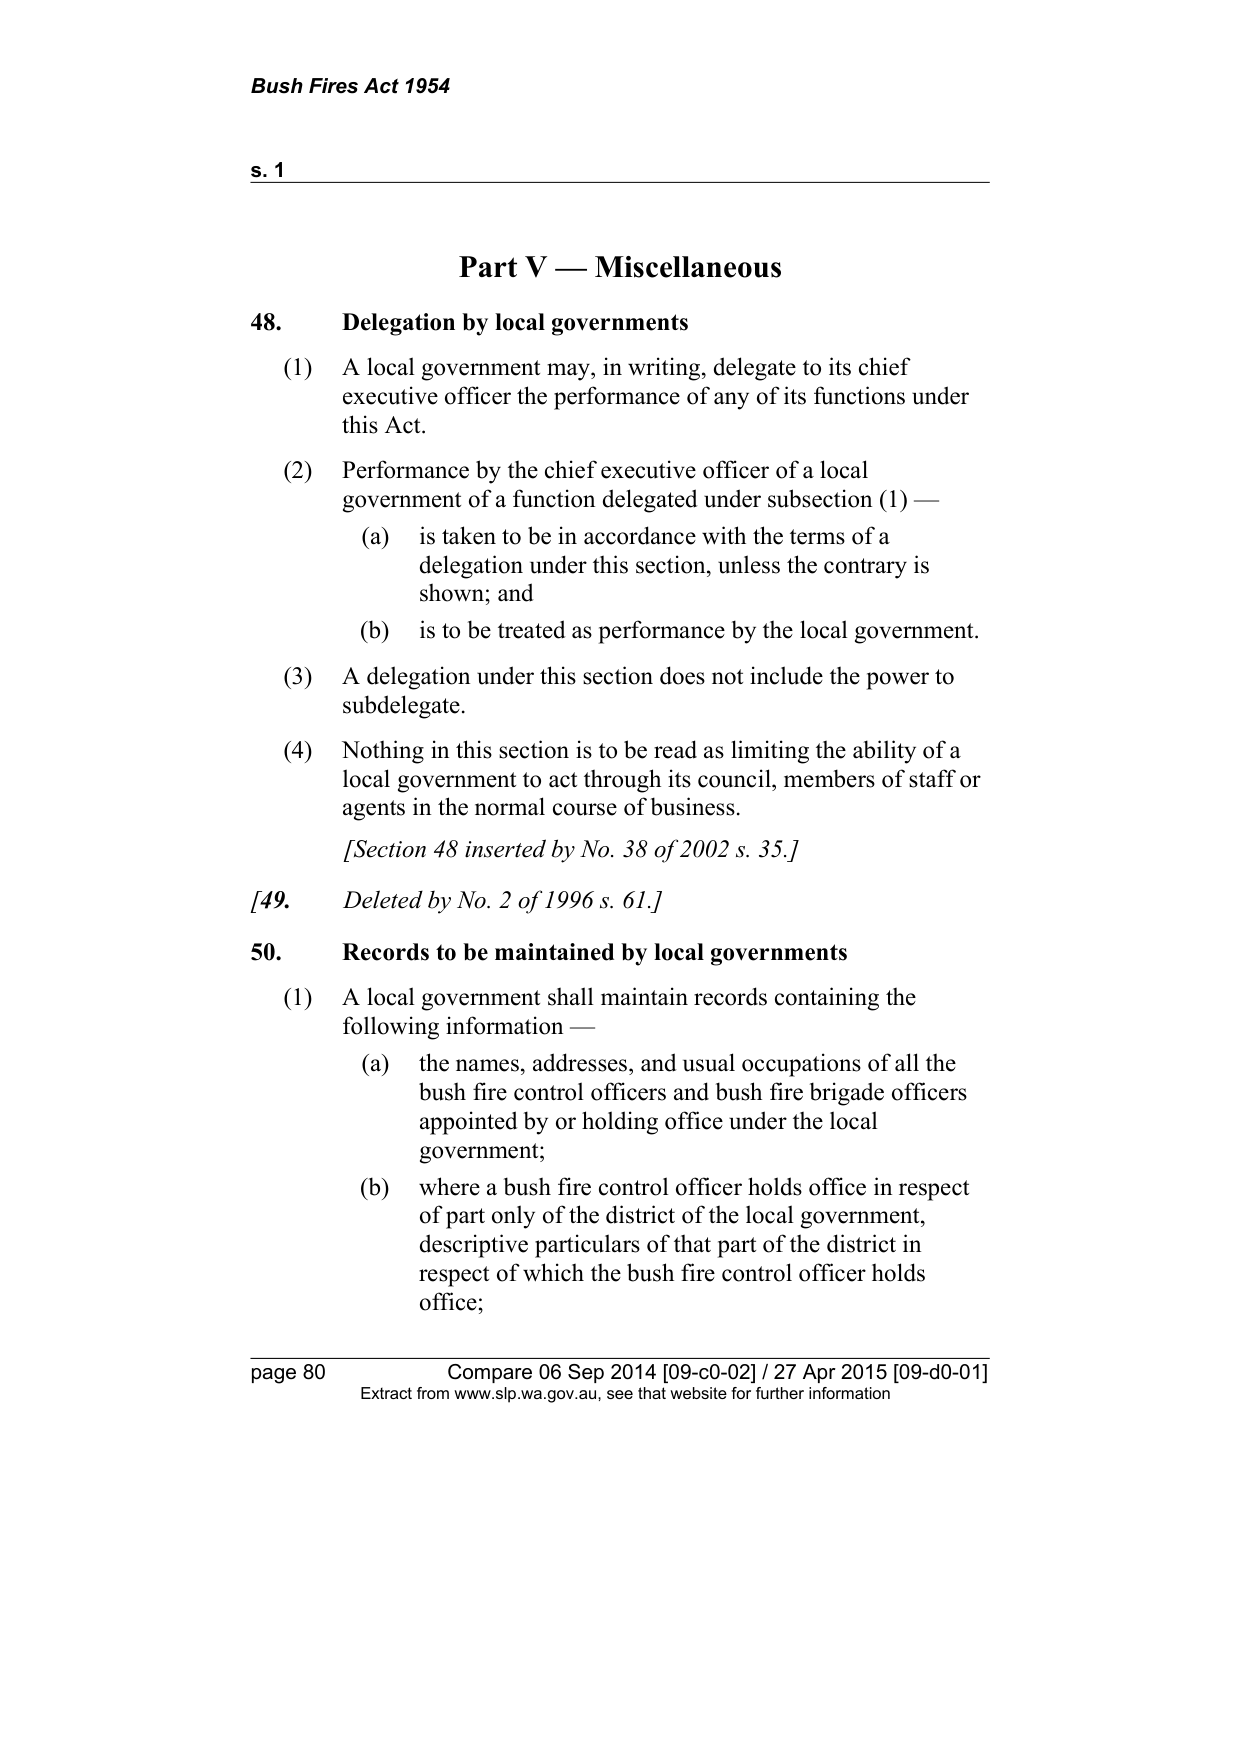 Bush Fires Act 1954
s. 1
Part V — Miscellaneous
48. Delegation by local governments
(1) A local government may, in writing, delegate to its chief
executive officer the performance of any of its functions under
this Act.
(2) Performance by the chief executive officer of a local
government of a function delegated under subsection (1) —
(a) is taken to be in accordance with the terms of a
delegation under this section, unless the contrary is
shown; and
(b) is to be treated as performance by the local government.
(3) A delegation under this section does not include the power to
subdelegate.
(4) Nothing in this section is to be read as limiting the ability of a
local government to act through its council, members of staff or
agents in the normal course of business.
[Section 48 inserted by No. 38 of 2002 s. 35.]
[49. Deleted by No. 2 of 1996 s. 61.]
50. Records to be maintained by local governments
(1) A local government shall maintain records containing the
following information —
(a) the names, addresses, and usual occupations of all the
bush fire control officers and bush fire brigade officers
appointed by or holding office under the local
government;
(b) where a bush fire control officer holds office in respect
of part only of the district of the local government,
descriptive particulars of that part of the district in
respect of which the bush fire control officer holds
office;
page 80 Compare 06 Sep 2014 [09-c0-02] / 27 Apr 2015 [09-d0-01]
Extract from www.slp.wa.gov.au, see that website for further information